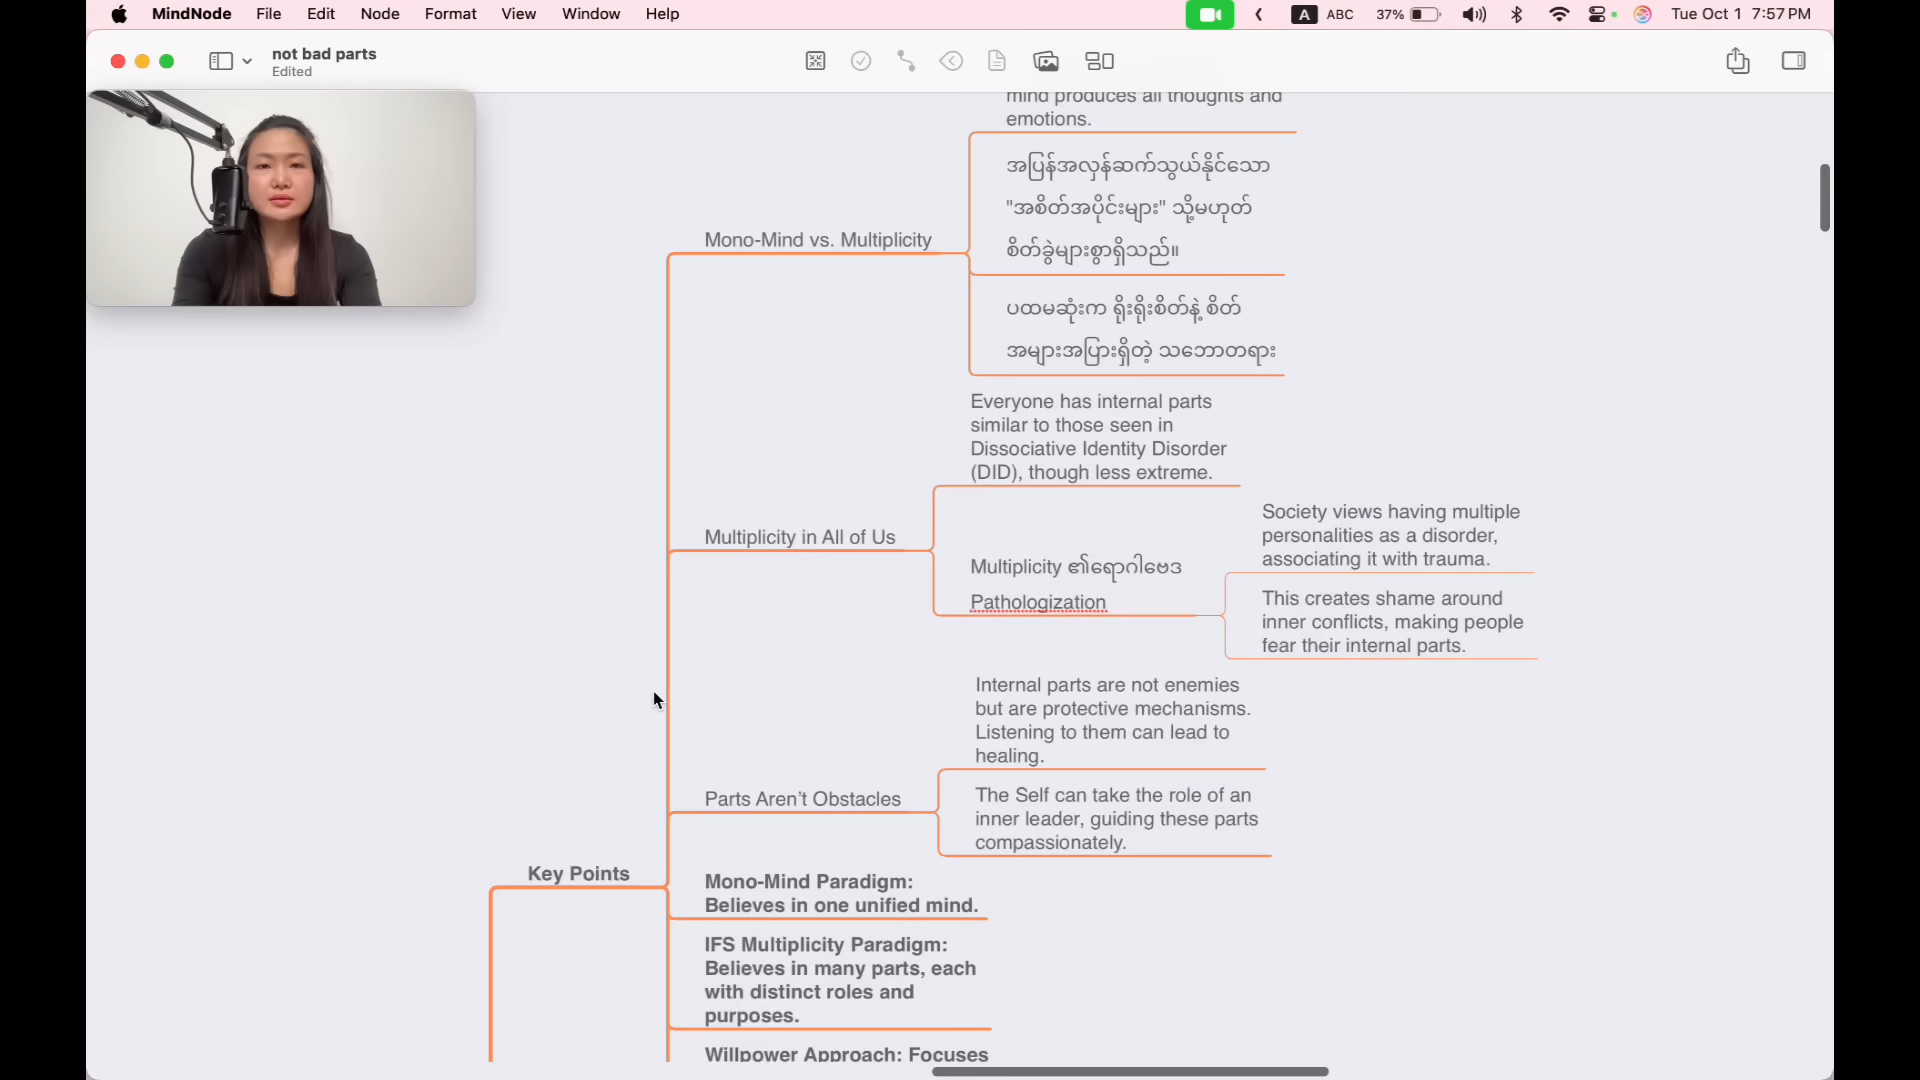 MindNode File Edit Node Format View Window Help
A ABC 37% Tue Oct 1 7:57 PM
not bad parts
Edited
mind produces all thoughts and
emotions.
အပြန်အလှန်ဆက်သွယ်နိုင်သော
"အစိတ်အပိုင်းများ" သို့မဟုတ်
စိတ်ခွဲများစွာရှိသည်။
Mono-Mind vs. Multiplicity
ပထမဆုံးက ရိုးရိုးစိတ်နဲ့ စိတ်
အများအပြားရှိတဲ့ သဘောတရား
Everyone has internal parts
similar to those seen in
Dissociative Identity Disorder
(DID), though less extreme.
Multiplicity in All of Us
Multiplicity ၏ရောဂါဗေဒ
Pathologization
Society views having multiple
personalities as a disorder,
associating it with trauma.
This creates shame around
inner conflicts, making people
fear their internal parts.
Internal parts are not enemies
but are protective mechanisms.
Listening to them can lead to
healing.
Parts Aren't Obstacles
The Self can take the role of an
inner leader, guiding these parts
compassionately.
Key Points
Mono-Mind Paradigm:
Believes in one unified mind.
IFS Multiplicity Paradigm:
Believes in many parts, each
with distinct roles and
purposes.
Willpower Approach: Focuses